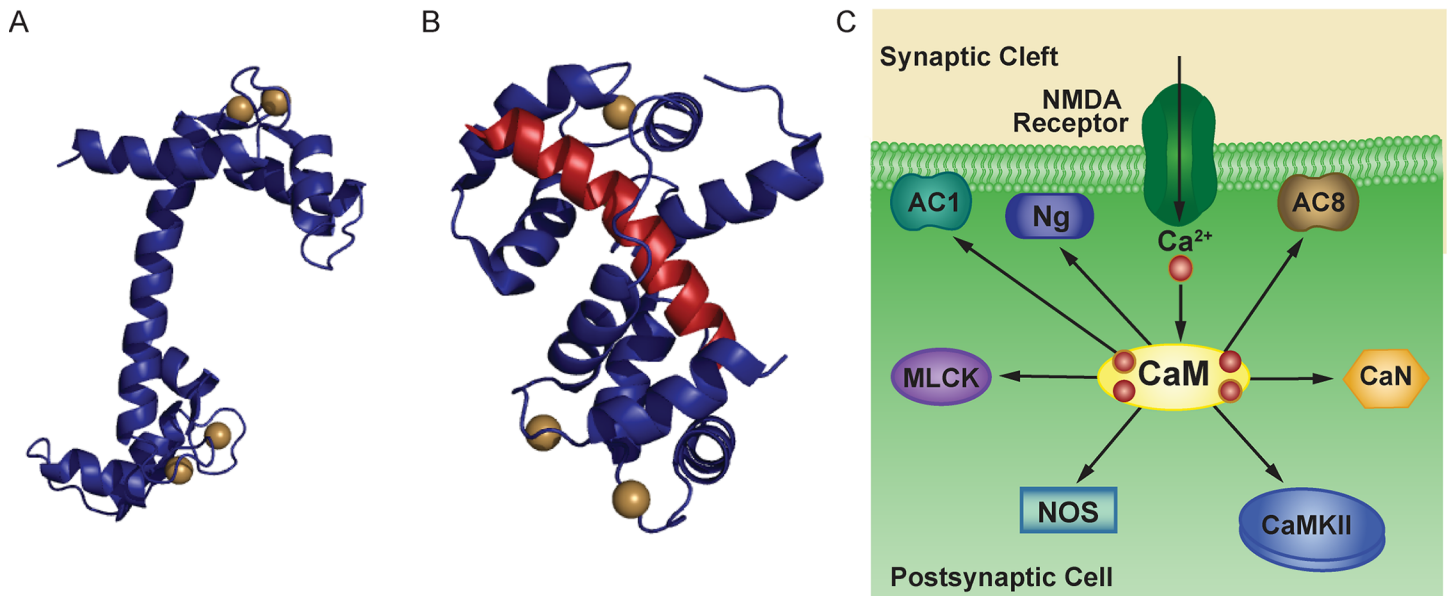 A
B
C
Synaptic Cleft
NMDA
Receptor
AC1
Ng
AC8
Ca²⁺
MLCK
CaM
CaN
NOS
CaMKII
Postsynaptic Cell